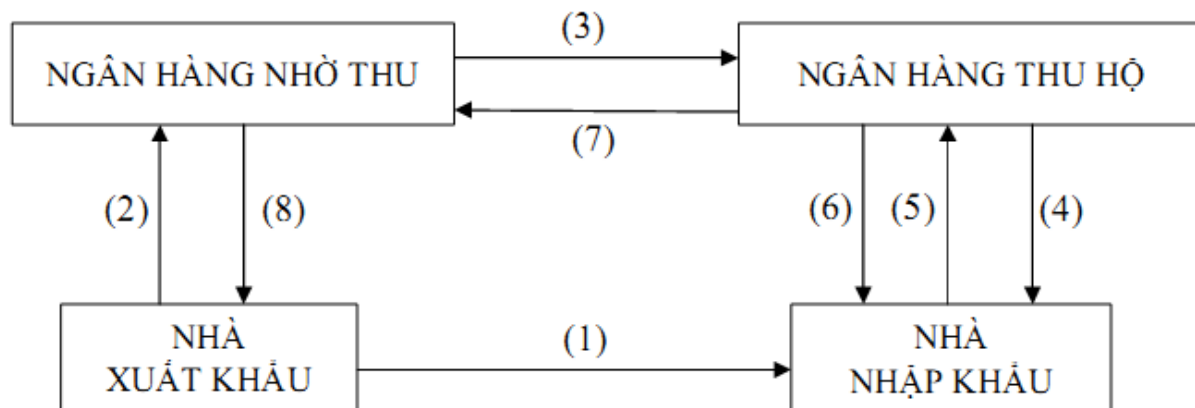 (3)
NGÂN HÀNG NHỜ THU
NGÂN HÀNG THU HỘ
(7)
(2)
(8)
(6)
(5)
(4)
NHÀ
XUẤT KHẨU
(1)
NHÀ
NHẬP KHẨU